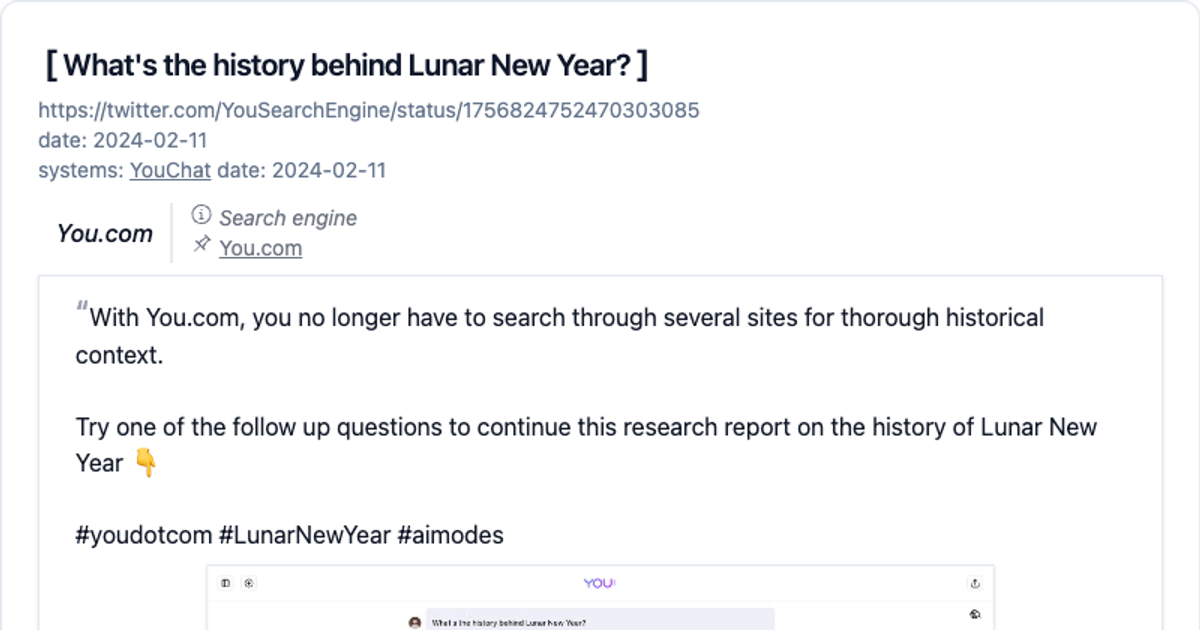 [ What's the history behind Lunar New Year? ]
https://twitter.com/YouSearchEngine/status/1756824752470303085
date: 2024-02-11
systems: YouChat date: 2024-02-11
You.com
Search engine
You.com
"With You.com, you no longer have to search through several sites for thorough historical
context.
Try one of the follow up questions to continue this research report on the history of Lunar New
Year 👇
#youdotcom #LunarNewYear #aimodes
YOU
What's the history behind Lunar New Year?